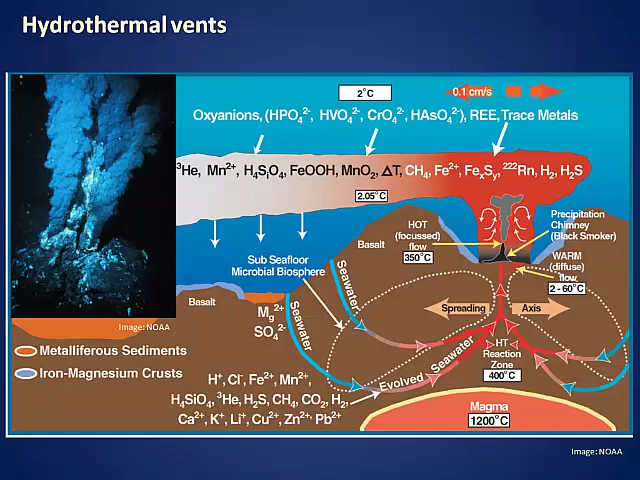 Hydrothermal vents
2°C
0.1 cm/s
Oxyanions, (HPO₄²⁻, HVO₄²⁻, CrO₄²⁻, HAsO₄²⁻), REE, Trace Metals
³He, Mn²⁺, H₄SiO₄, FeOOH, MnO₂, ΔT, CH₄, Fe²⁺, FeₓSᵧ, ²²²Rn, H₂, H₂S
2.05°C
HOT
(focussed)
flow
350°C
Precipitation
Chimney
(Black Smoker)
Basalt
WARM
(diffuse)
flow
2 - 60°C
Sub Seafloor
Microbial Biosphere
Seawater
Basalt
Seawater
Mg²⁺
SO₄²⁻
Spreading
Axis
Image: NOAA
Metalliferous Sediments
Iron-Magnesium Crusts
HT
Reaction
Zone
400°C
Evolved Seawater
H⁺, Cl⁻, Fe²⁺, Mn²⁺,
H₄SiO₄, ³He, H₂S, CH₄, CO₂, H₂,
Ca²⁺, K⁺, Li⁺, Cu²⁺, Zn²⁺, Pb²⁺
Magma
1200°C
Image: NOAA